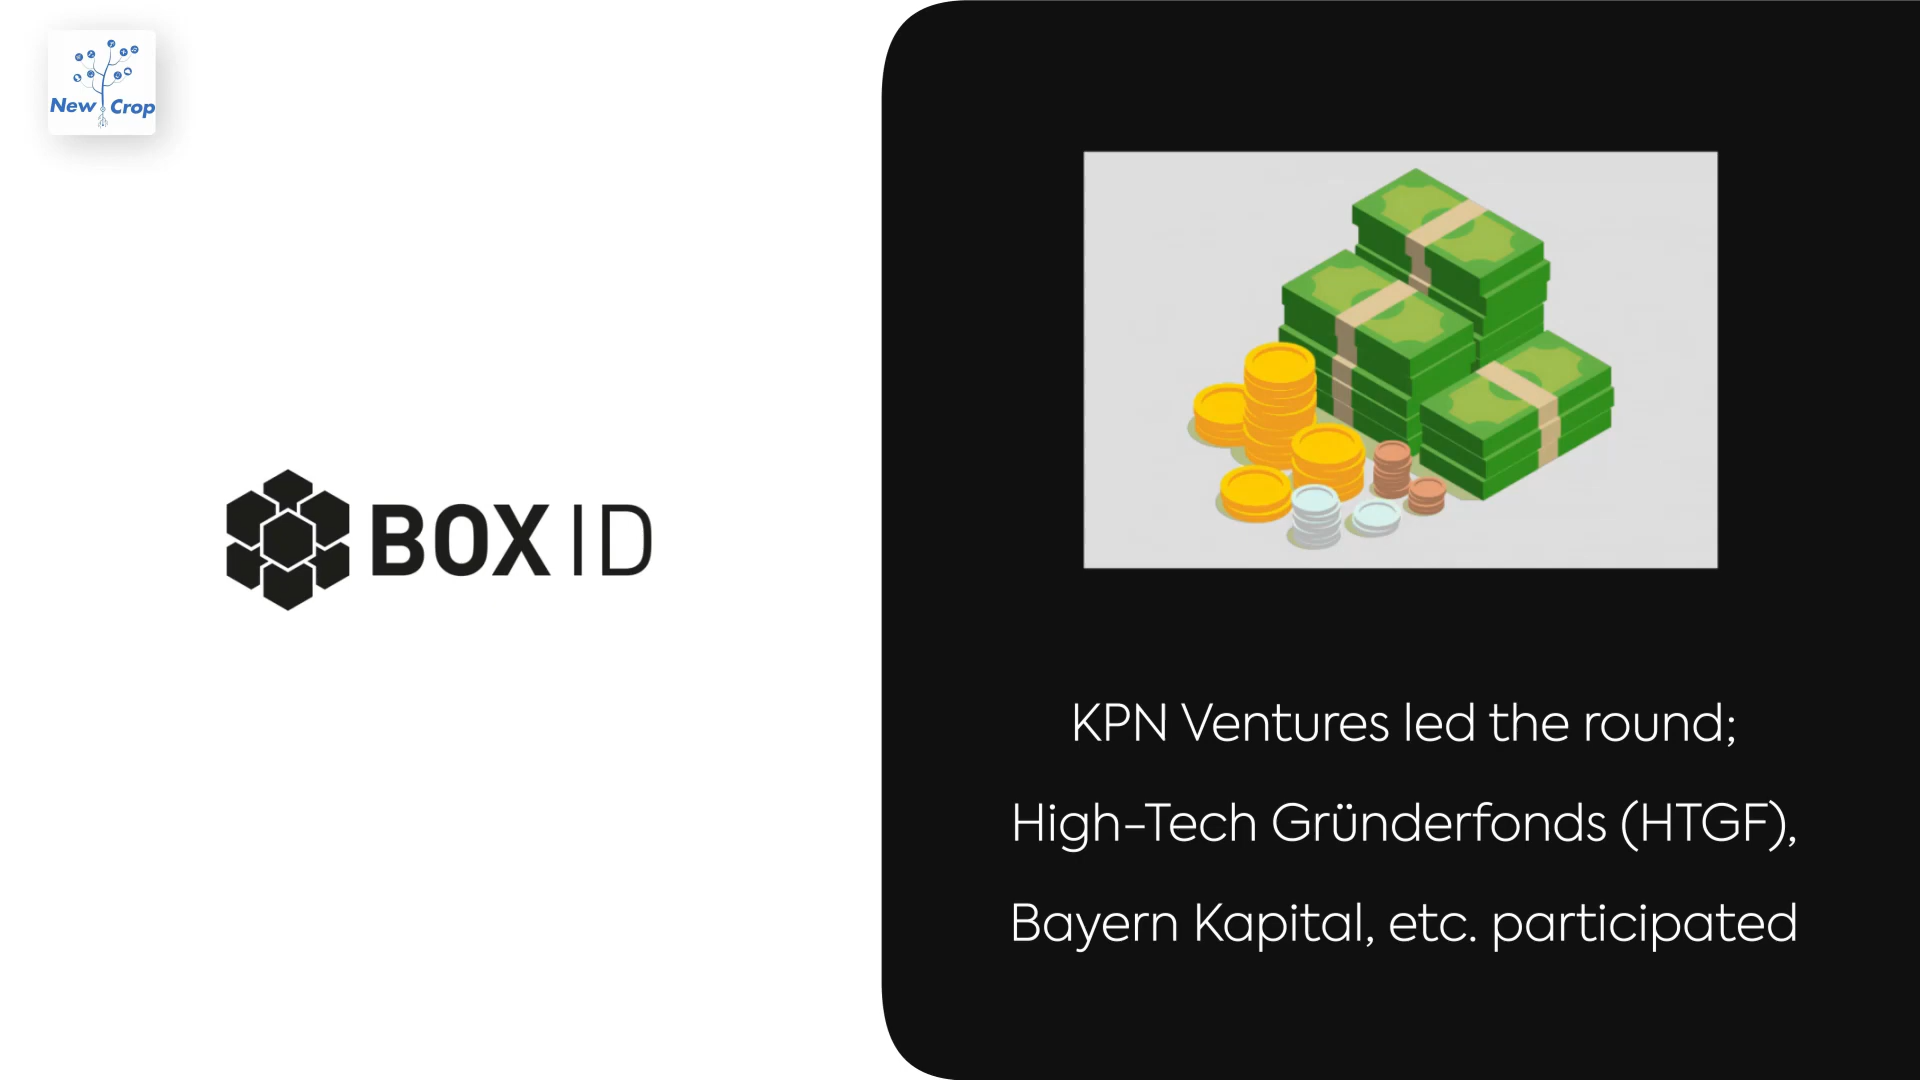 New Crop
BOX ID
KPN Ventures led the round;
High-Tech Gründerfonds (HTGF),
Bayern Kapital, etc. participated